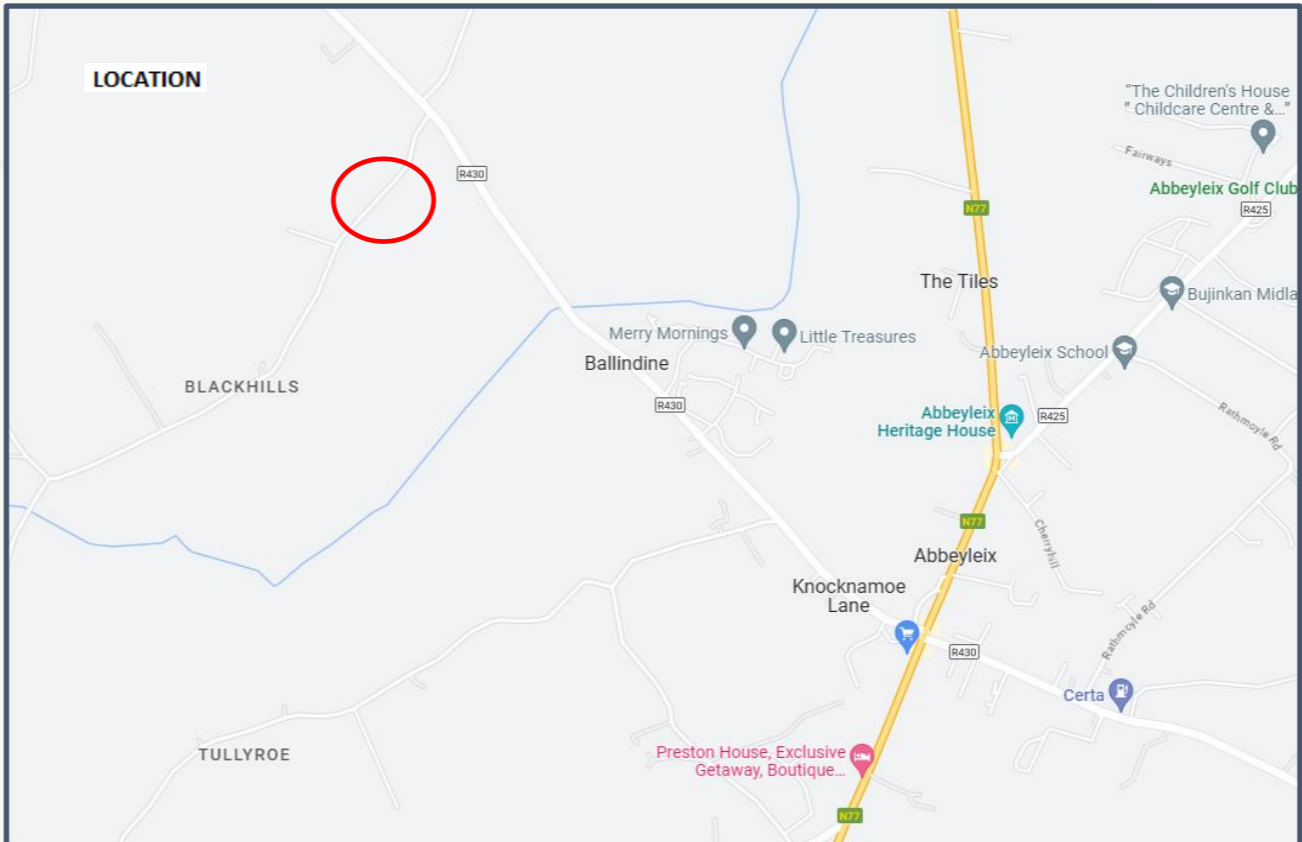 LOCATION
"The Children's House
" Childcare Centre &..."
Fairways
Abbeyleix Golf Club
R425
R430
N77
The Tiles
Bujinkan Midla
Merry Mornings
Little Treasures
Abbeyleix School
Ballindine
BLACKHILLS
R430
Abbeyleix
Heritage House
R425
Rathmoyle Rd
N77
Cherryhill
Abbeyleix
Knocknamoe
Lane
Rathmoyle Rd
R430
Certa
TULLYROE
Preston House, Exclusive
Getaway, Boutique...
N77